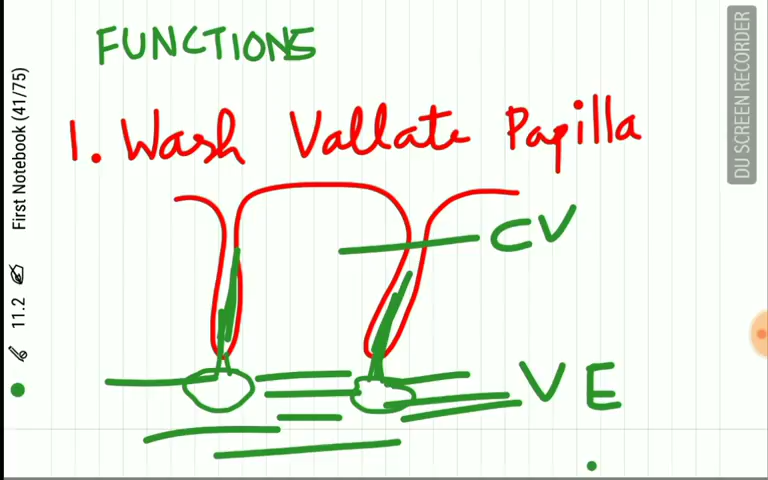 FUNCTIONS
1. Wash Vallate Papilla
CV
VE
First Notebook (41/75)
11.2
DU SCREEN RECORDER